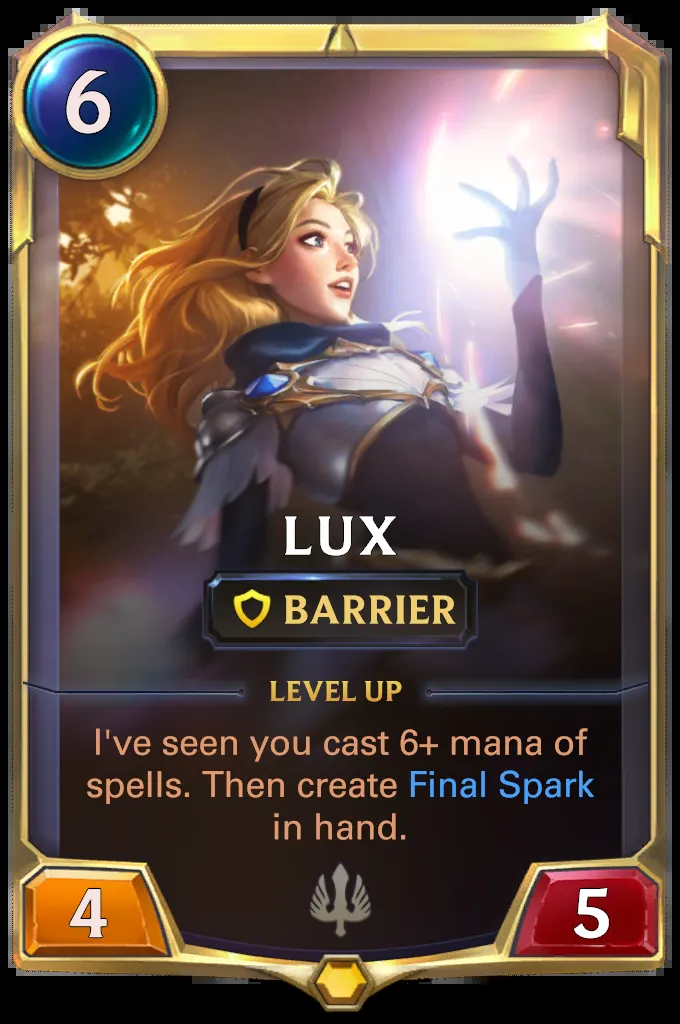 6
LUX
BARRIER
LEVEL UP
I've seen you cast 6+ mana of
spells. Then create Final Spark
in hand.
4
5